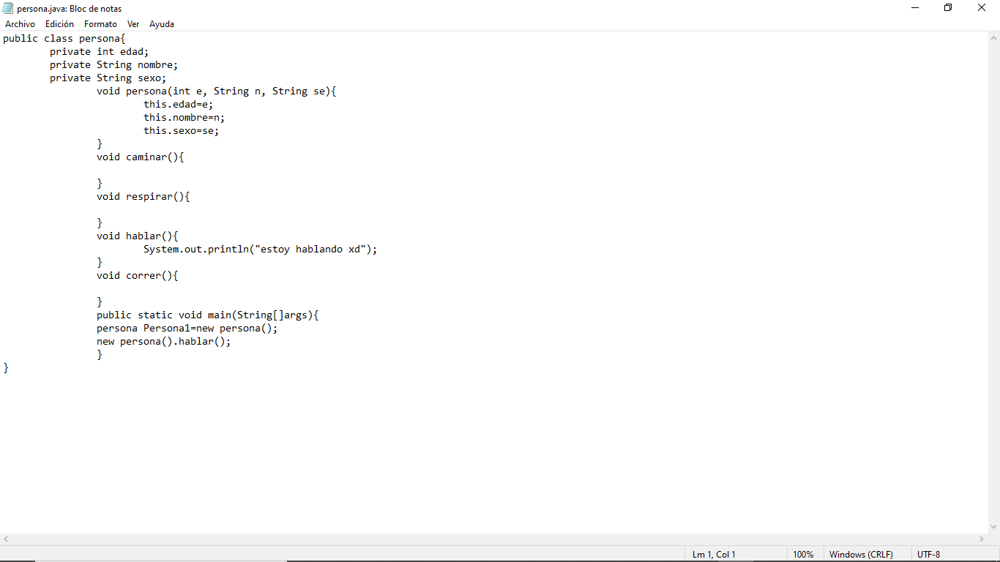 persona.java: Bloc de notas
Archivo Edición Formato Ver Ayuda
public class persona{
        private int edad;
        private String nombre;
        private String sexo;
                void persona(int e, String n, String se){
                        this.edad=e;
                        this.nombre=n;
                        this.sexo=se;
                }
                void caminar(){

                }
                void respirar(){

                }
                void hablar(){
                        System.out.println("estoy hablando xd");
                }
                void correr(){

                }
                public static void main(String[]args){
                persona Persona1=new persona();
                new persona().hablar();
                }
}
Lm 1, Col 1 100% Windows (CRLF) UTF-8